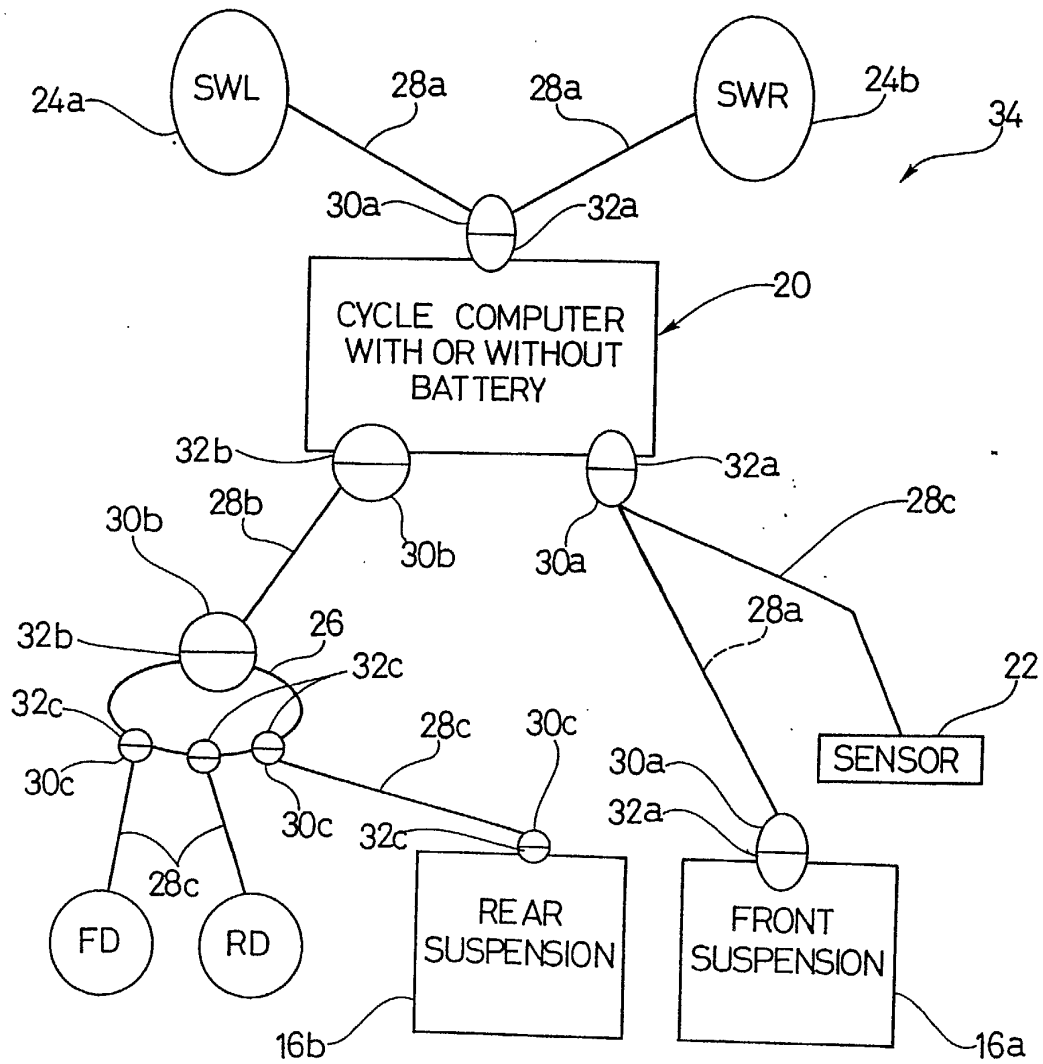 SWL
28a
28a
SWR
24b
24a
34
30a
32a
20
CYCLE COMPUTER
WITH OR WITHOUT
BATTERY
32b
32a
28b
28c
30b
30b
30a
28a
32b
26
32c
22
32c
28c
30c
SENSOR
30a
30c
30c
32c
32a
28c
FD
RD
REAR
SUSPENSION
FRONT
SUSPENSION
16b
16a